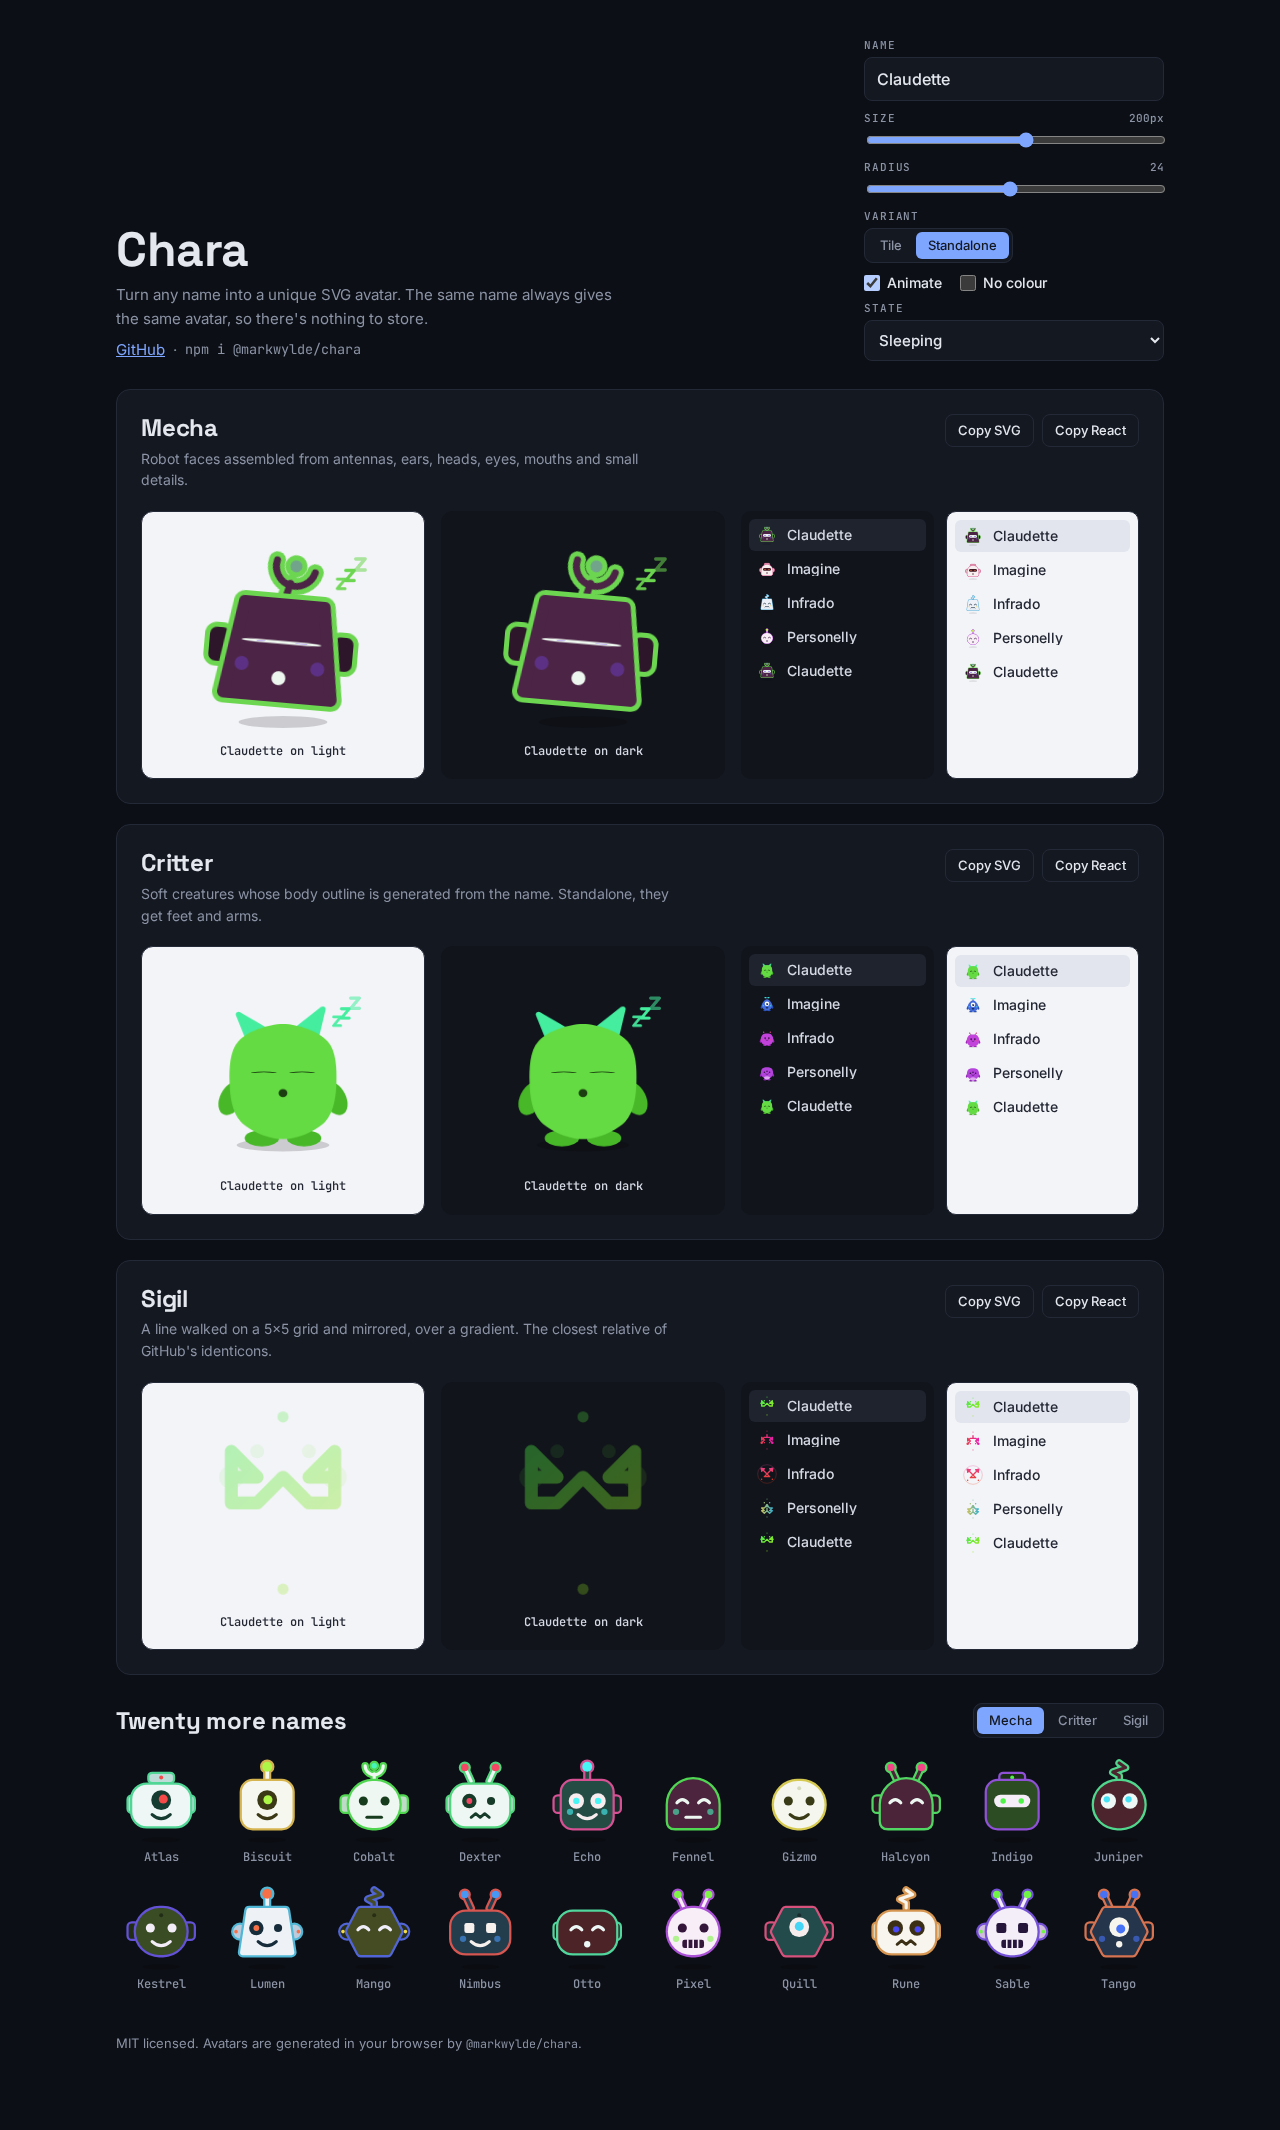 NAME
Claudette
SIZE 200px
RADIUS 24
VARIANT
Tile Standalone
Animate No colour
STATE
Sleeping
Chara
Turn any name into a unique SVG avatar. The same name always gives
the same avatar, so there's nothing to store.
GitHub · npm i @markwylde/chara
Mecha
Copy SVG Copy React
Robot faces assembled from antennas, ears, heads, eyes, mouths and small
details.
Claudette on light
Claudette on dark
Claudette
Imagine
Infrado
Personelly
Claudette
Claudette
Imagine
Infrado
Personelly
Claudette
Critter
Copy SVG Copy React
Soft creatures whose body outline is generated from the name. Standalone, they
get feet and arms.
Claudette on light
Claudette on dark
Claudette
Imagine
Infrado
Personelly
Claudette
Claudette
Imagine
Infrado
Personelly
Claudette
Sigil
Copy SVG Copy React
A line walked on a 5×5 grid and mirrored, over a gradient. The closest relative of
GitHub's identicons.
Claudette on light
Claudette on dark
Claudette
Imagine
Infrado
Personelly
Claudette
Claudette
Imagine
Infrado
Personelly
Claudette
Twenty more names
Mecha Critter Sigil
Atlas Biscuit Cobalt Dexter Echo Fennel Gizmo Halcyon Indigo Juniper
Kestrel Lumen Mango Nimbus Otto Pixel Quill Rune Sable Tango
MIT licensed. Avatars are generated in your browser by @markwylde/chara.